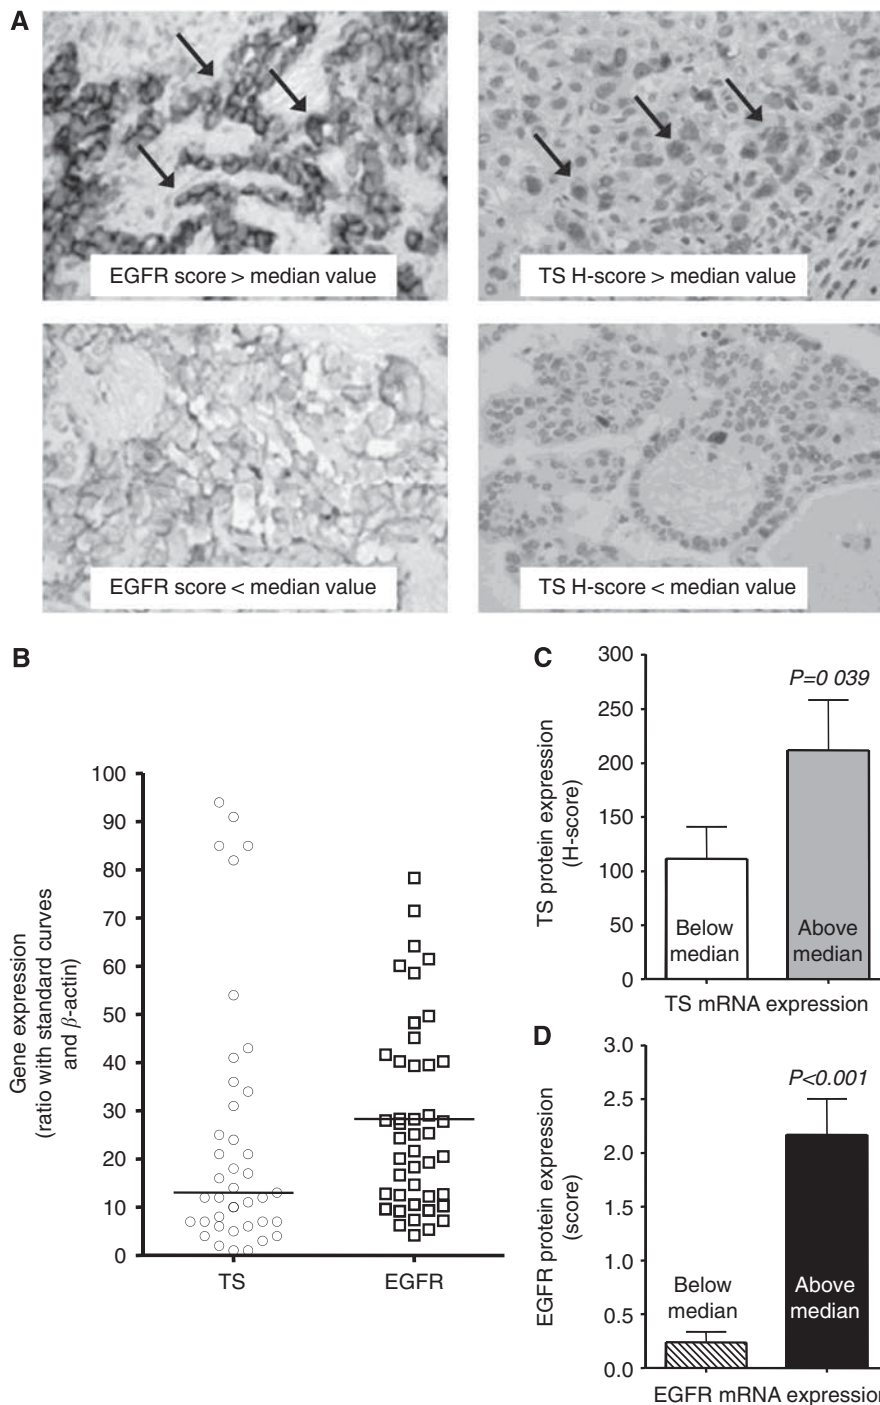 A
EGFR score > median value
TS H-score > median value
EGFR score < median value
TS H-score < median value
B
Gene expression
(ratio with standard curves
and β-actin)
100
90
80
70
60
50
40
30
20
10
0
TS
EGFR
C
TS protein expression
(H-score)
300
250
200
150
100
50
0
P=0 039
Below
median
Above
median
TS mRNA expression
D
EGFR protein expression
(score)
3.0
2.5
2.0
1.5
1.0
0.5
0.0
P<0.001
Below
median
Above
median
EGFR mRNA expression